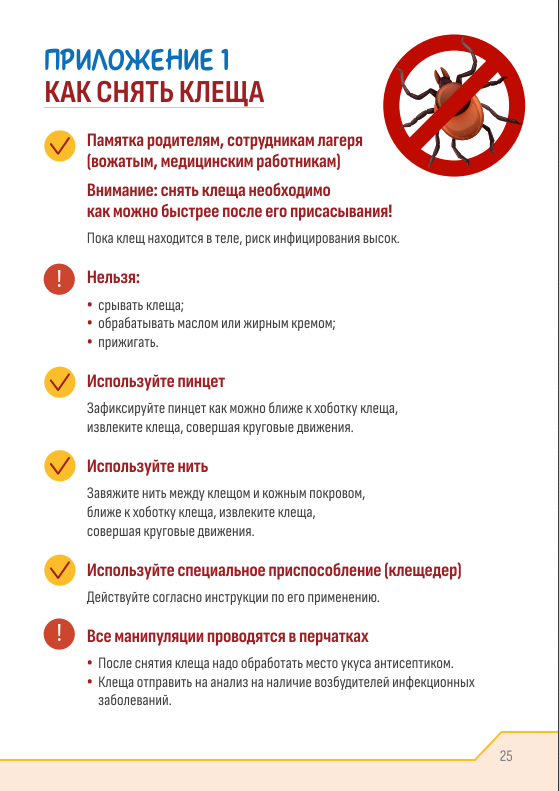 ПРИЛОЖЕНИЕ 1
КАК СНЯТЬ КЛЕЩА
Памятка родителям, сотрудникам лагеря
(вожатым, медицинским работникам)
Внимание: снять клеща необходимо
как можно быстрее после его присасывания!
Пока клещ находится в теле, риск инфицирования высок.
! Нельзя:
• срывать клеща;
• обрабатывать маслом или жирным кремом;
• прижигать.
Используйте пинцет
Зафиксируйте пинцет как можно ближе к хоботку клеща,
извлеките клеща, совершая круговые движения.
Используйте нить
Завяжите нить между клещом и кожным покровом,
ближе к хоботку клеща, извлеките клеща,
совершая круговые движения.
Используйте специальное приспособление (клещедер)
Действуйте согласно инструкции по его применению.
! Все манипуляции проводятся в перчатках
• После снятия клеща надо обработать место укуса антисептиком.
• Клеща отправить на анализ на наличие возбудителей инфекционных
заболеваний.
25